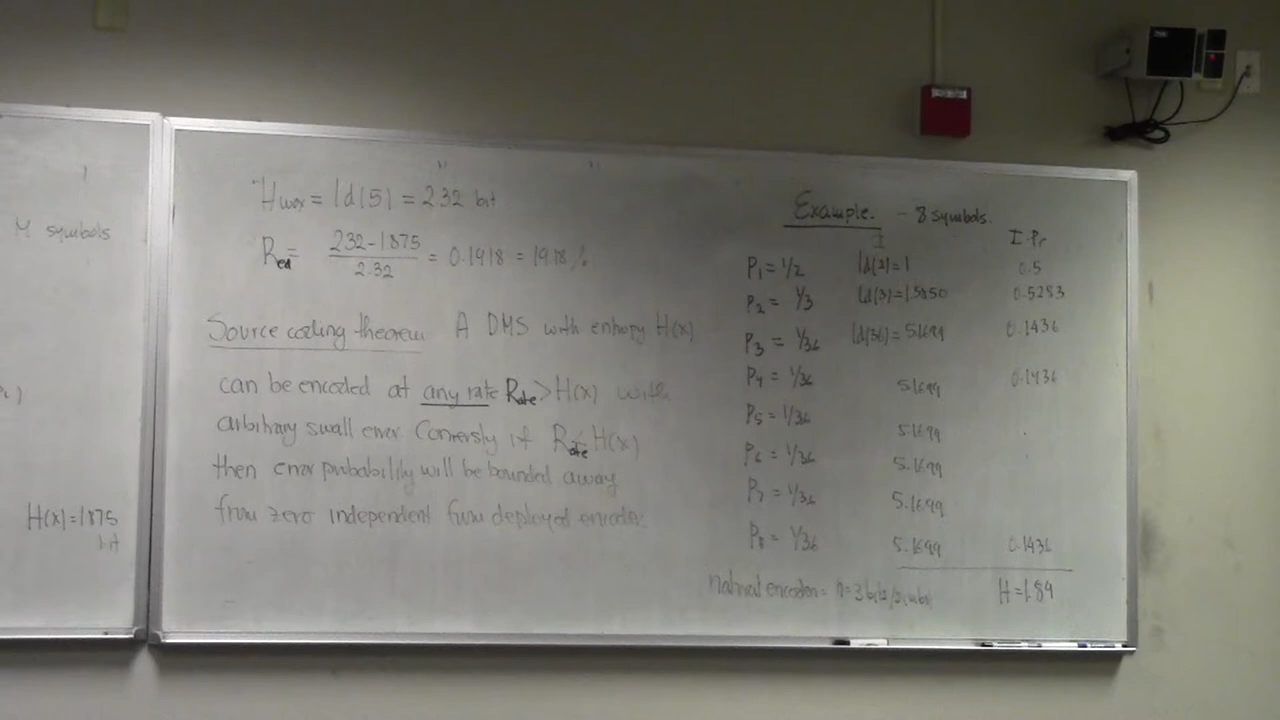 M symbols
H(x)=1.875
bit
Hmax = ld(5) = 2.32 bit
Red = 2.32-1.875 / 2.32 = 0.1918 = 19.18%
Source coding theorem A DMS with entropy H(x)
can be encoded at any rate Rate > H(x) with
arbitrary small error. Conversly if Rate < H(x)
then error probability will be bounded away
from zero independent from deployed encoder.
Example. - 8 symbols.
I I·Pr
P1 = 1/2 ld(2)=1 0.5
P2 = 1/3 ld(3)=1.5850 0.5283
P3 = 1/36 ld(36)=5.1699 0.1436
P4 = 1/36 5.1699 0.1436
P5 = 1/36 5.1699
P6 = 1/36 5.1699
P7 = 1/36 5.1699
P8 = 1/36 5.1699 0.1436
natural encoder = n=3 bits/symbol H=1.89